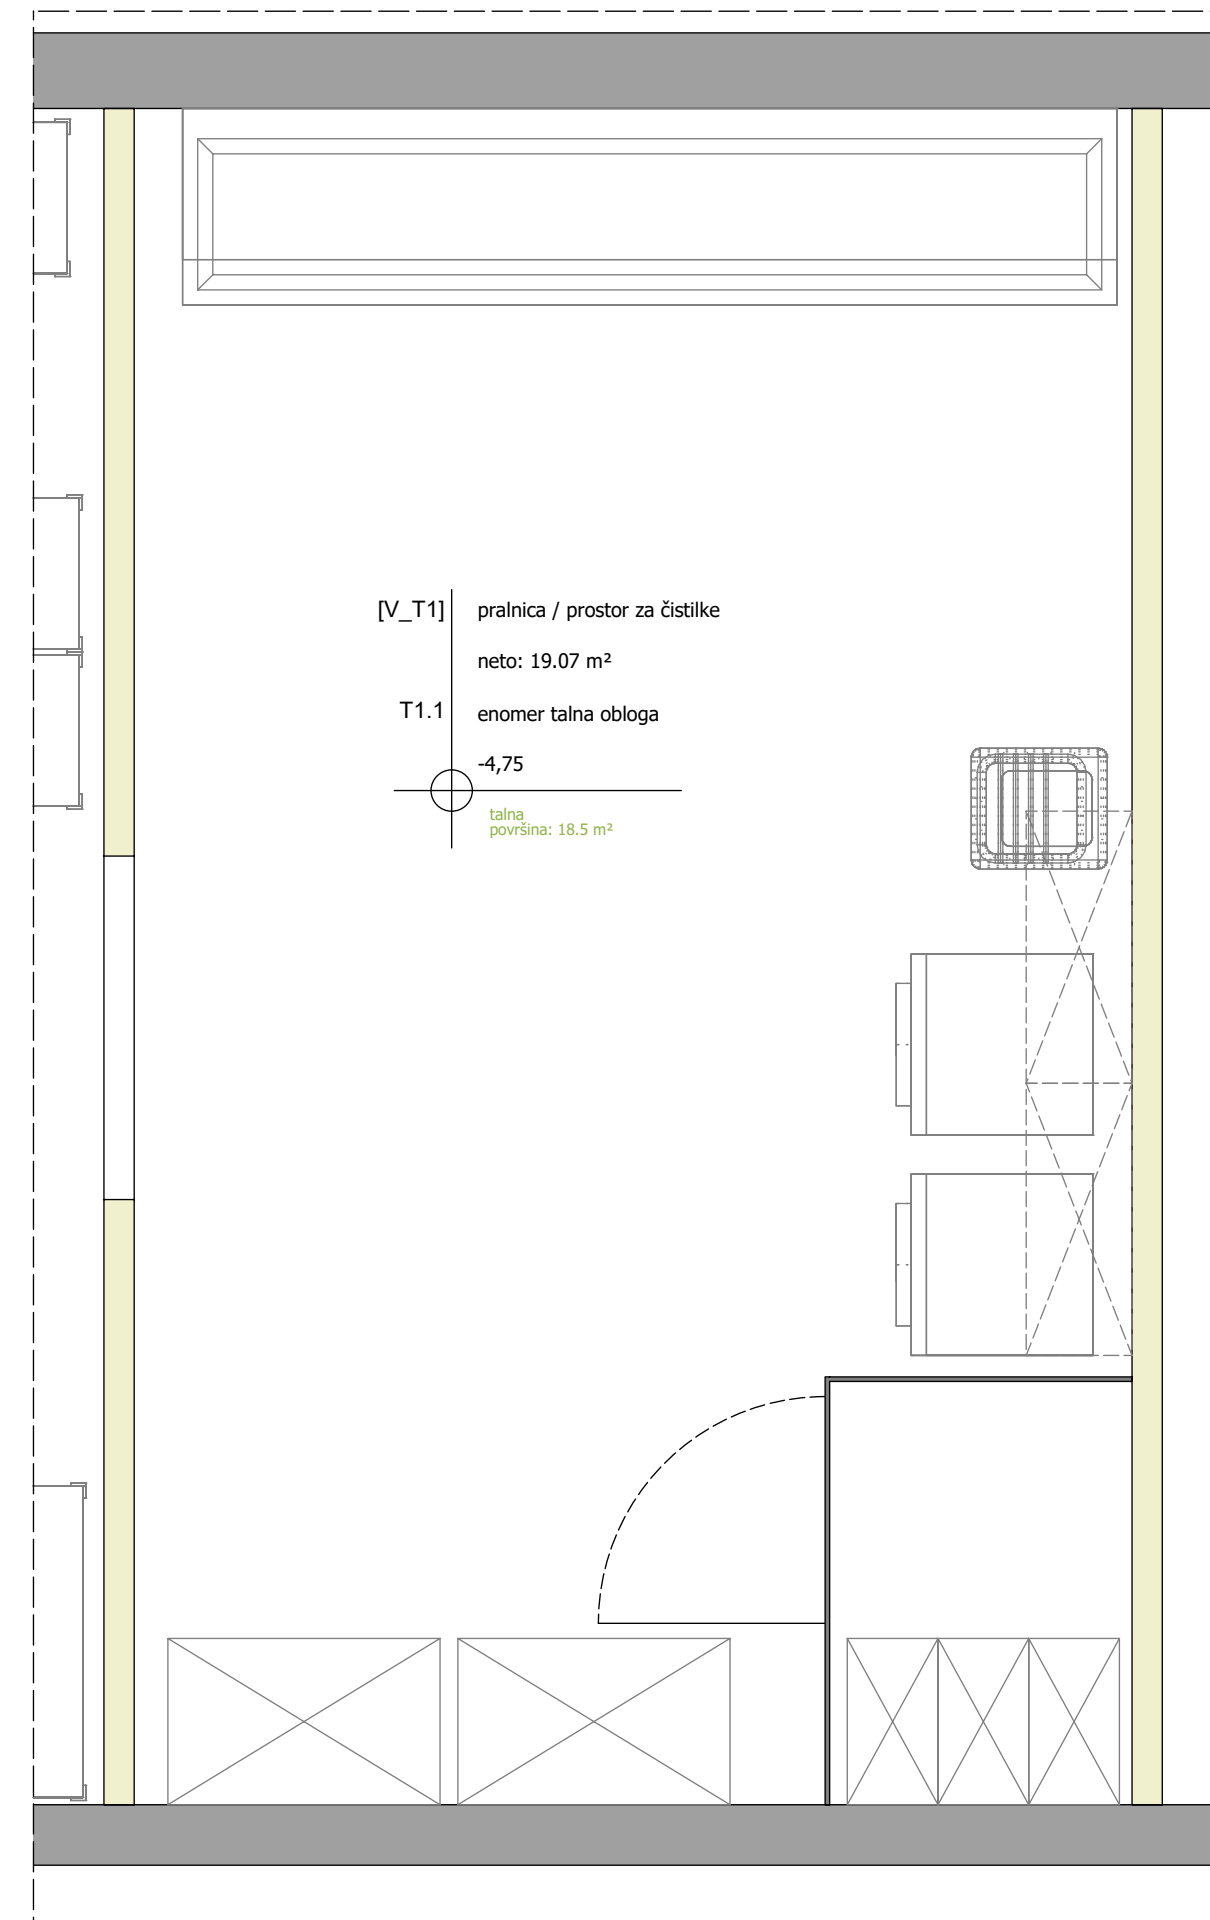 [V_T1] pralnica / prostor za čistilke
neto: 19.07 m²
T1.1 enomer talna obloga
-4,75
talna
površina: 18.5 m²